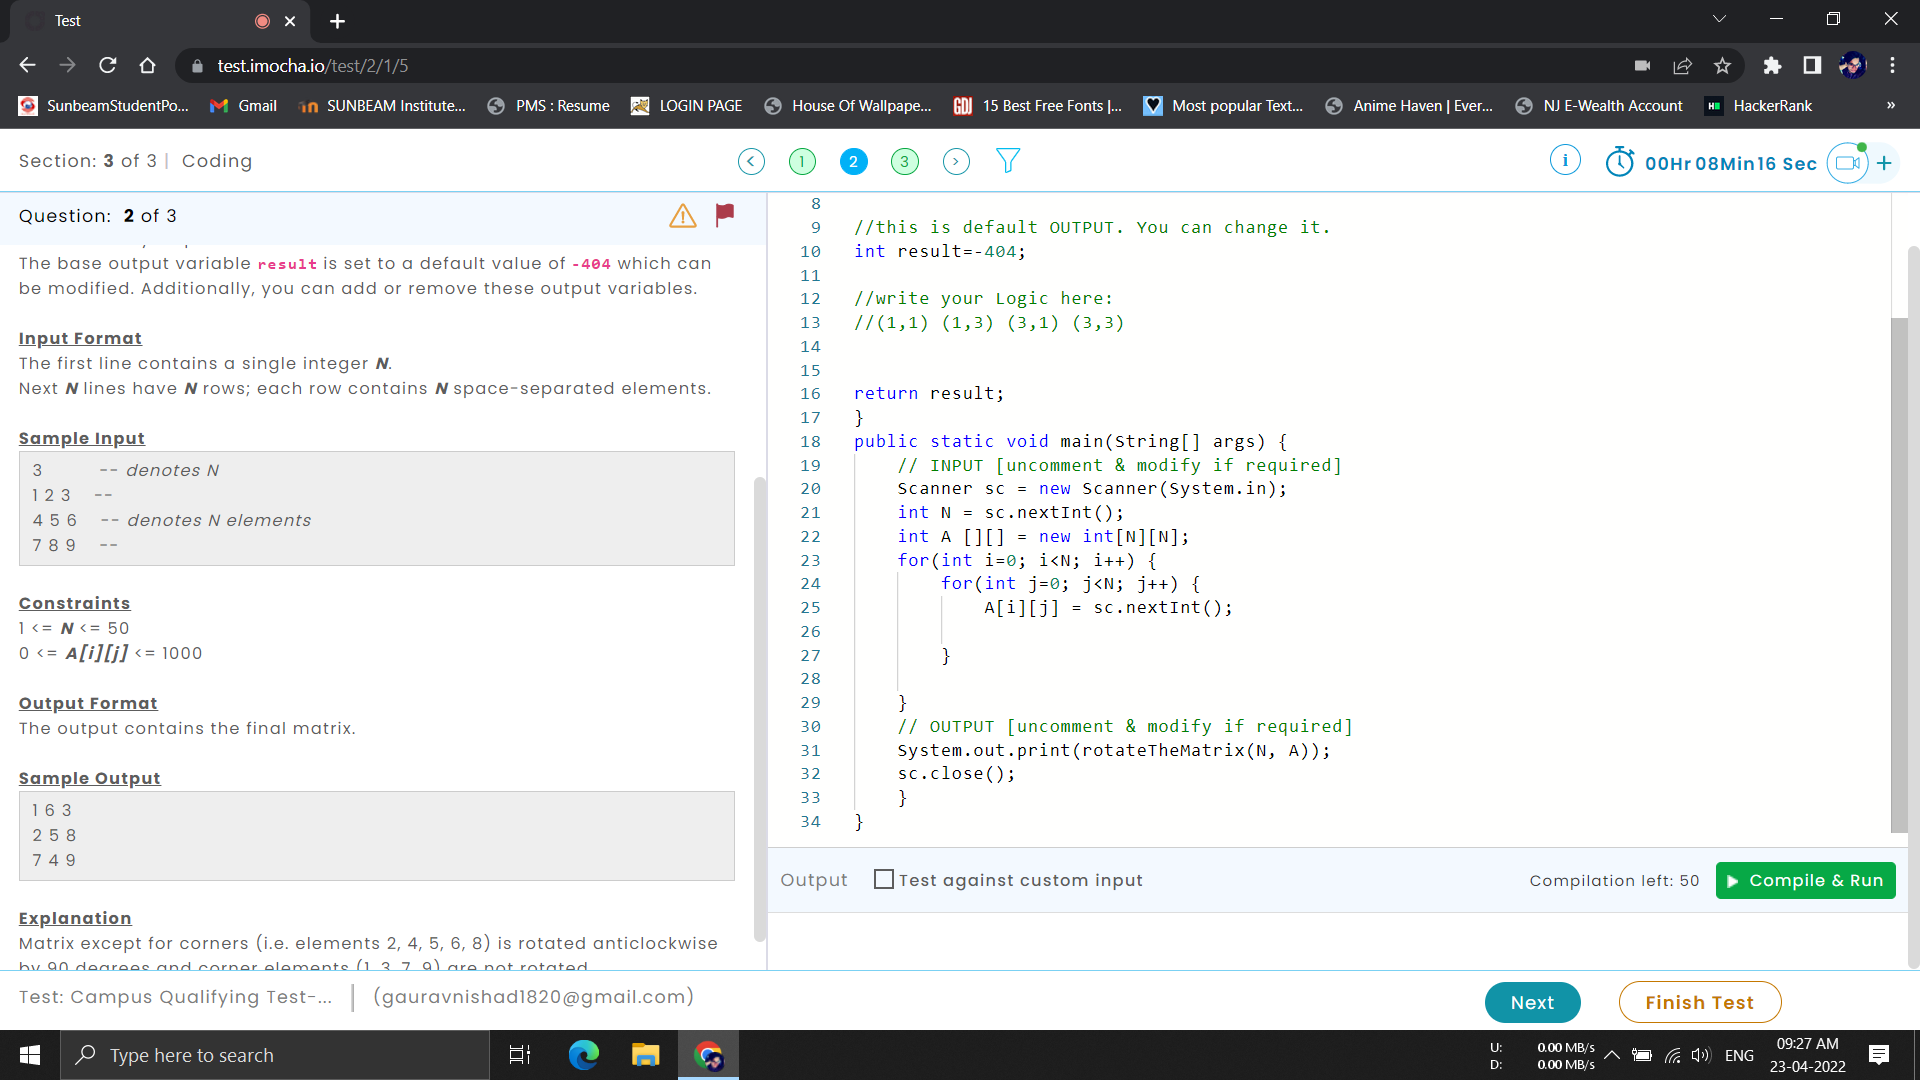 Test
test.imocha.io/test/2/1/5
SunbeamStudentPo... Gmail SUNBEAM Institute... PMS : Resume LOGIN PAGE House Of Wallpape... GDJ 15 Best Free Fonts |... Most popular Text... Anime Haven | Ever... NJ E-Wealth Account HackerRank »
Section: 3 of 3 | Coding
< 1 2 3 >
i 00Hr 08Min 16 Sec +
Question: 2 of 3
The base output variable result is set to a default value of -404 which can
be modified. Additionally, you can add or remove these output variables.
Input Format
The first line contains a single integer N.
Next N lines have N rows; each row contains N space-separated elements.
Sample Input
3 -- denotes N
1 2 3 --
4 5 6 -- denotes N elements
7 8 9 --
Constraints
1 <= N <= 50
0 <= A[i][j] <= 1000
Output Format
The output contains the final matrix.
Sample Output
1 6 3
2 5 8
7 4 9
Explanation
Matrix except for corners (i.e. elements 2, 4, 5, 6, 8) is rotated anticlockwise
by 90 degrees and corner elements (1, 3, 7, 9) are not rotated
8
9 //this is default OUTPUT. You can change it.
10 int result=-404;
11
12 //write your Logic here:
13 //(1,1) (1,3) (3,1) (3,3)
14
15
16 return result;
17 }
18 public static void main(String[] args) {
19 // INPUT [uncomment & modify if required]
20 Scanner sc = new Scanner(System.in);
21 int N = sc.nextInt();
22 int A [][] = new int[N][N];
23 for(int i=0; i<N; i++) {
24 for(int j=0; j<N; j++) {
25 A[i][j] = sc.nextInt();
26
27 }
28
29 }
30 // OUTPUT [uncomment & modify if required]
31 System.out.print(rotateTheMatrix(N, A));
32 sc.close();
33 }
34 }
Output Test against custom input Compilation left: 50 Compile & Run
Test: Campus Qualifying Test-... | (gauravnishad1820@gmail.com)
Next Finish Test
Type here to search
U: 0.00 MB/s
D: 0.00 MB/s
ENG
09:27 AM
23-04-2022